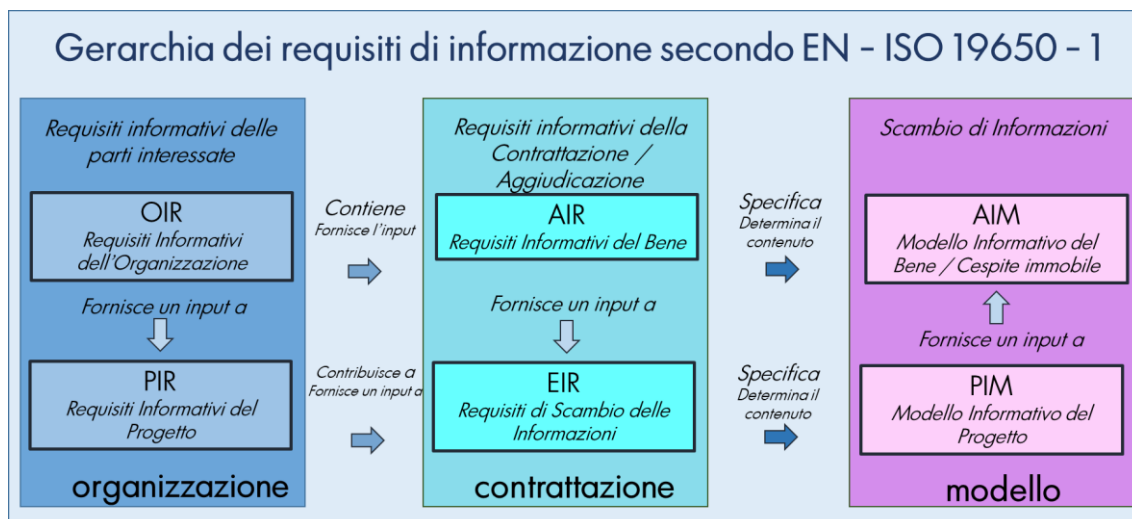 Gerarchia dei requisiti di informazione secondo EN – ISO 19650 – 1
Requisiti informativi delle
parti interessate
OIR
Requisiti Informativi
dell'Organizzazione
Fornisce un input a
PIR
Requisiti Informativi del
Progetto
organizzazione
Contiene
Fornisce l'input
Contribuisce a
Fornisce un input a
Requisiti informativi della
Contrattazione /
Aggiudicazione
AIR
Requisiti Informativi del Bene
Fornisce un input a
EIR
Requisiti di Scambio delle
Informazioni
contrattazione
Specifica
Determina il
contenuto
Specifica
Determina il
contenuto
Scambio di Informazioni
AIM
Modello Informativo del
Bene / Cespite immobile
Fornisce un input a
PIM
Modello Informativo del
Progetto
modello